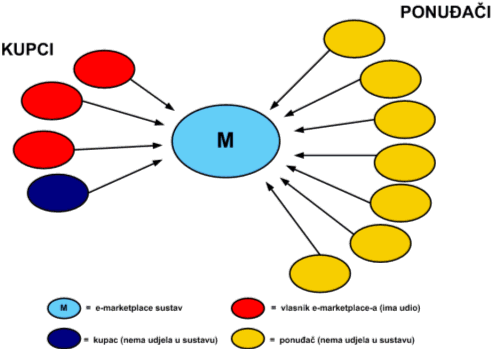 PONUĐAČI
KUPCI
M
M = e-marketplace sustav
= vlasnik e-marketplace-a (ima udio)
= kupac (nema udjela u sustavu)
= ponuđač (nema udjela u sustavu)